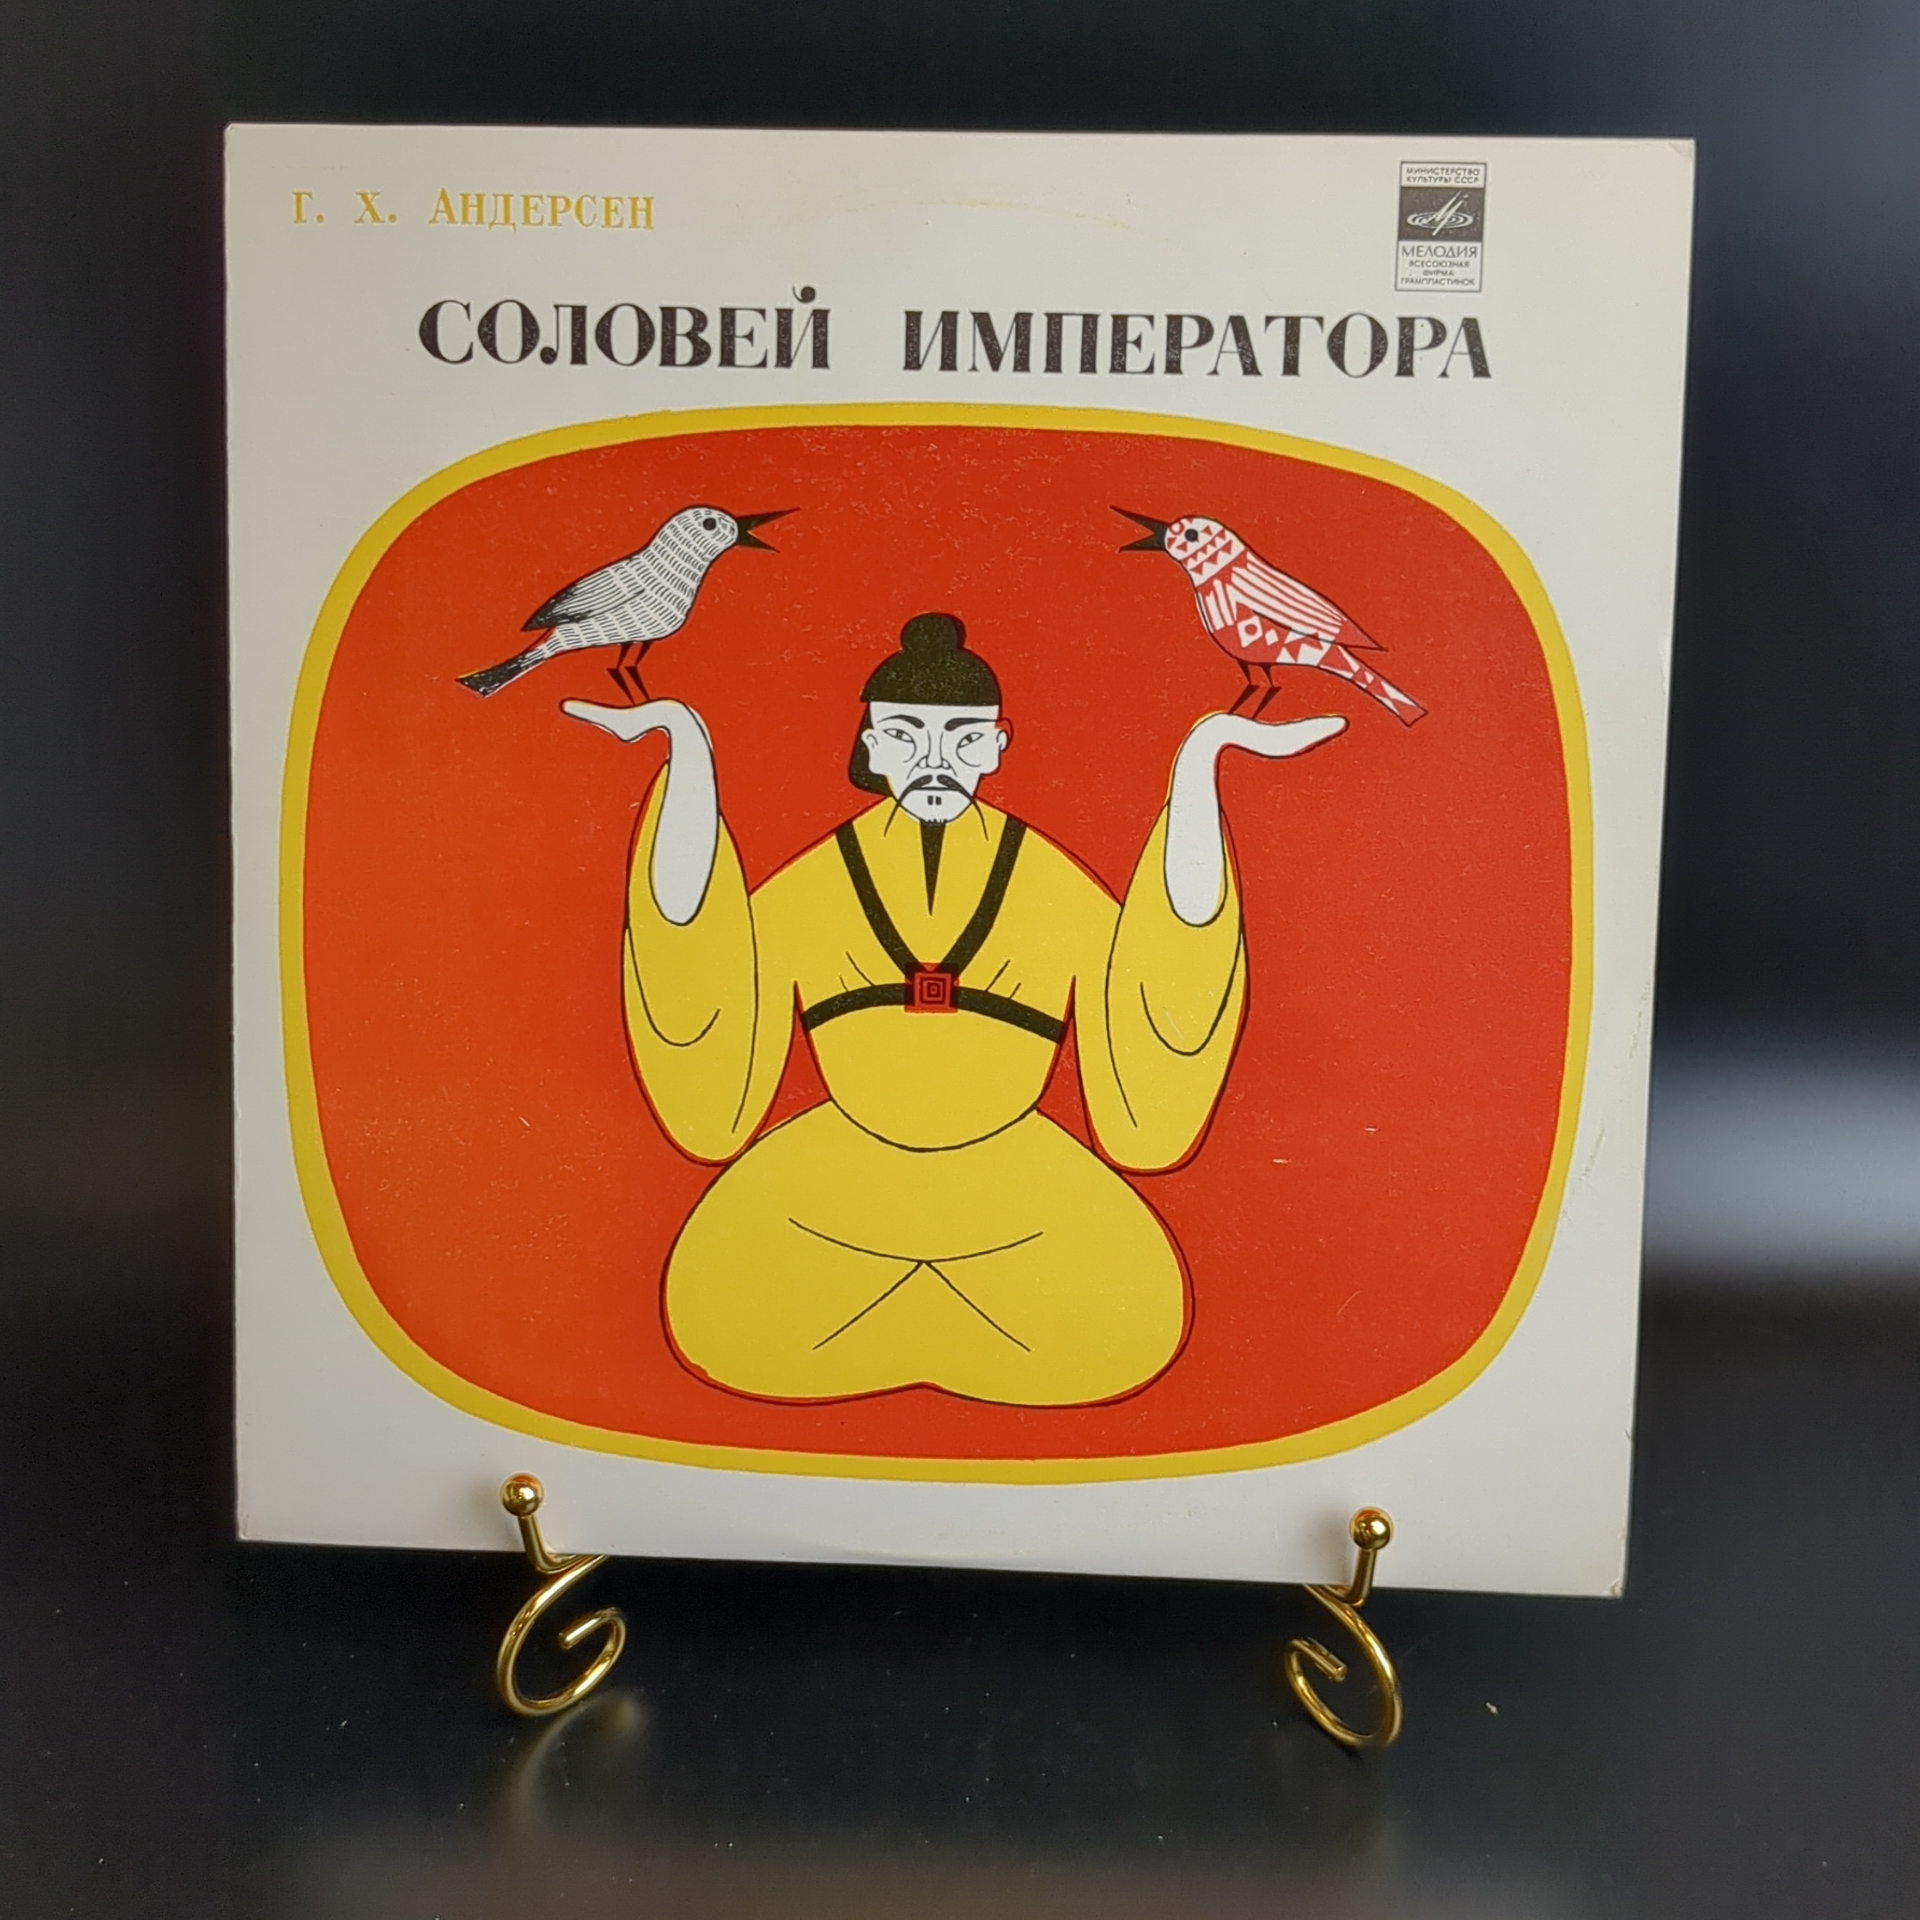 Г. Х. Андерсен
МИНИСТЕРСТВО
КУЛЬТУРЫ СССР
МЕЛОДИЯ
ВСЕСОЮЗНАЯ
ФИРМА
ГРАМПЛАСТИНОК
СОЛОВЕЙ ИМПЕРАТОРА